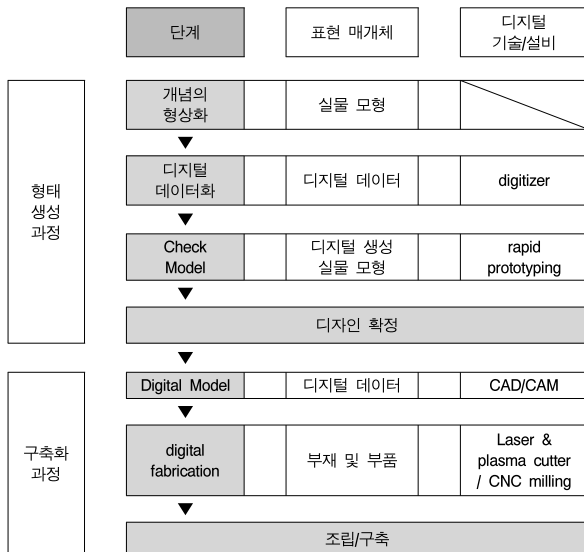 단계
표현 매개체
디지털
기술/설비
형태
생성
과정
개념의
형상화
실물 모형
디지털
데이터화
디지털 데이터
digitizer
Check
Model
디지털 생성
실물 모형
rapid
prototyping
디자인 확정
구축화
과정
Digital Model
디지털 데이터
CAD/CAM
digital
fabrication
부재 및 부품
Laser &
plasma cutter
/ CNC milling
조립/구축